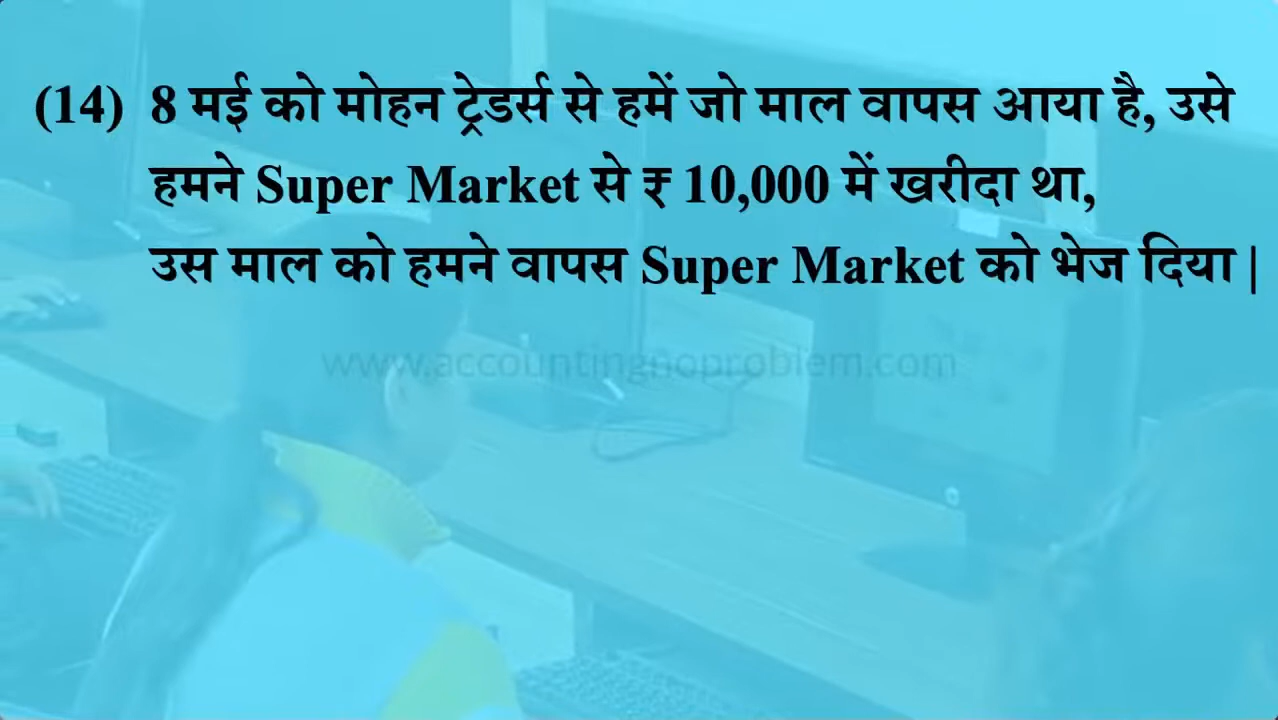 (14) 8 मई को मोहन ट्रेडर्स से हमें जो माल वापस आया है, उसे
हमने Super Market से ₹ 10,000 में खरीदा था,
उस माल को हमने वापस Super Market को भेज दिया |
www.accountingnoproblem.com